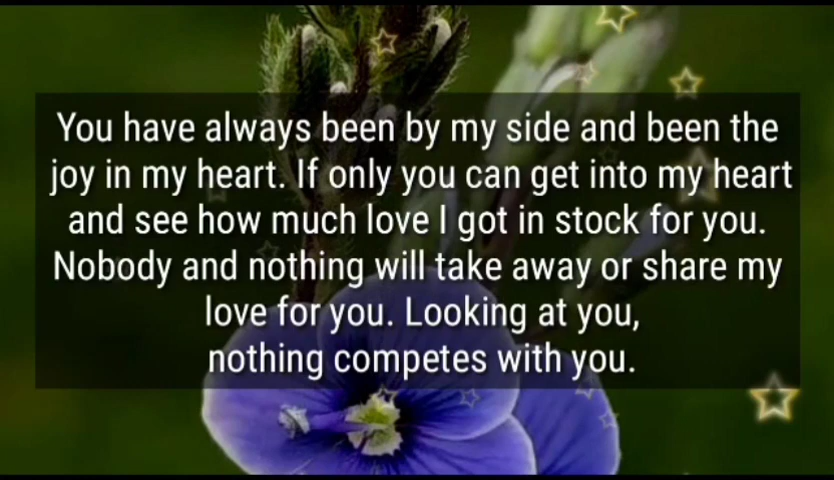 You have always been by my side and been the
joy in my heart. If only you can get into my heart
and see how much love I got in stock for you.
Nobody and nothing will take away or share my
love for you. Looking at you,
nothing competes with you.